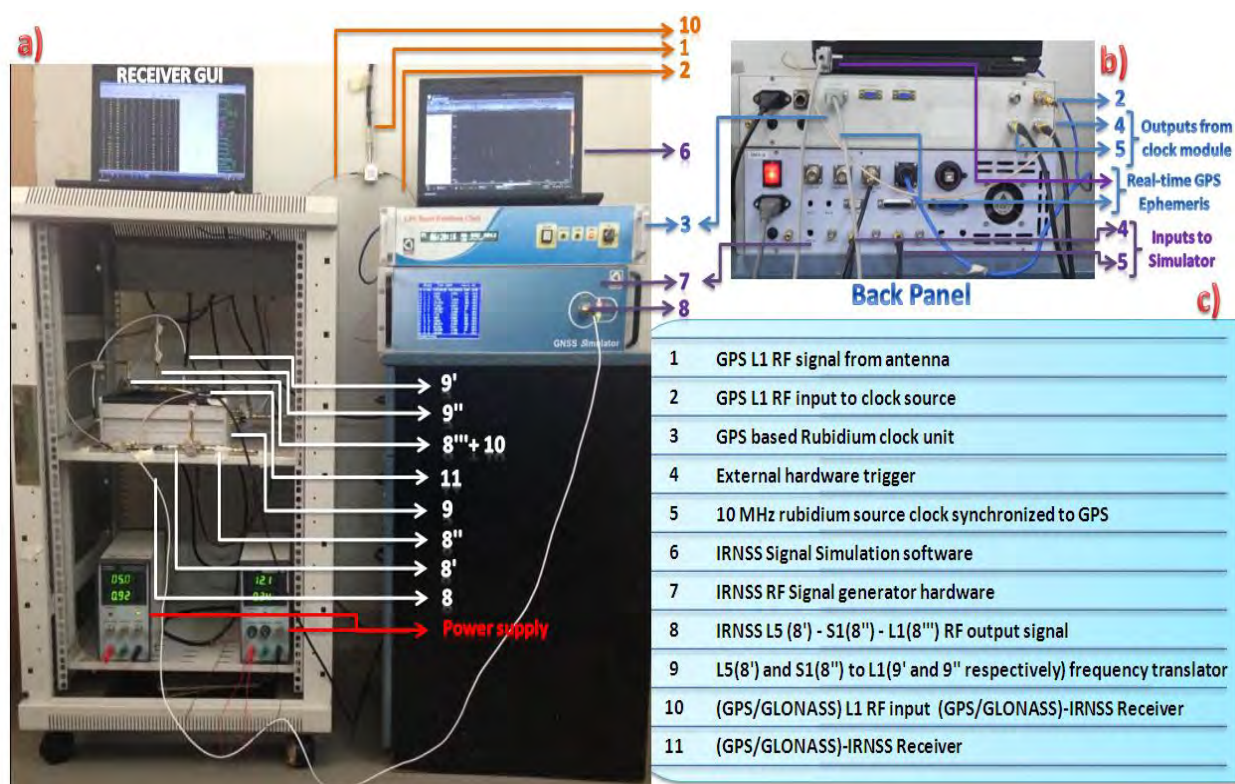 a)
RECEIVER GUI
10
1
2
6
3
7
8
GNSS Simulator
9'
9''
8'''+ 10
11
9
8''
8'
8
Power supply
05.0
0.92
12.1
b)
2
4
5
Outputs from
clock module
Real-time GPS
Ephemeris
4
5
Inputs to
Simulator
Back Panel
c)
1 GPS L1 RF signal from antenna
2 GPS L1 RF input to clock source
3 GPS based Rubidium clock unit
4 External hardware trigger
5 10 MHz rubidium source clock synchronized to GPS
6 IRNSS Signal Simulation software
7 IRNSS RF Signal generator hardware
8 IRNSS L5 (8') - S1(8'') - L1(8''') RF output signal
9 L5(8') and S1(8'') to L1(9' and 9'' respectively) frequency translator
10 (GPS/GLONASS) L1 RF input (GPS/GLONASS)-IRNSS Receiver
11 (GPS/GLONASS)-IRNSS Receiver